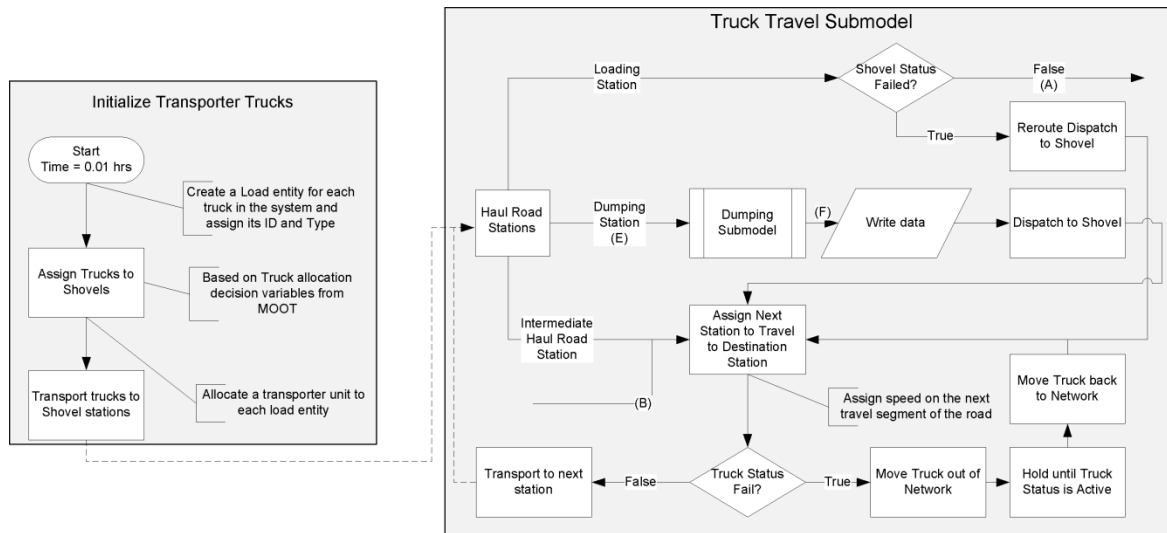 Truck Travel Submodel
Initialize Transporter Trucks
Start
Time = 0.01 hrs
Create a Load entity for each
truck in the system and
assign its ID and Type
Assign Trucks to
Shovels
Based on Truck allocation
decision variables from
MOOT
Transport trucks to
Shovel stations
Allocate a transporter unit to
each load entity
Loading
Station
Shovel Status
Failed?
False
(A)
True
Reroute Dispatch
to Shovel
Haul Road
Stations
Dumping
Station
(E)
Dumping
Submodel
(F)
Write data
Dispatch to Shovel
Intermediate
Haul Road
Station
(B)
Assign Next
Station to Travel
to Destination
Station
Assign speed on the next
travel segment of the road
Move Truck back
to Network
Transport to next
station
False
Truck Status
Fail?
True
Move Truck out of
Network
Hold until Truck
Status is Active